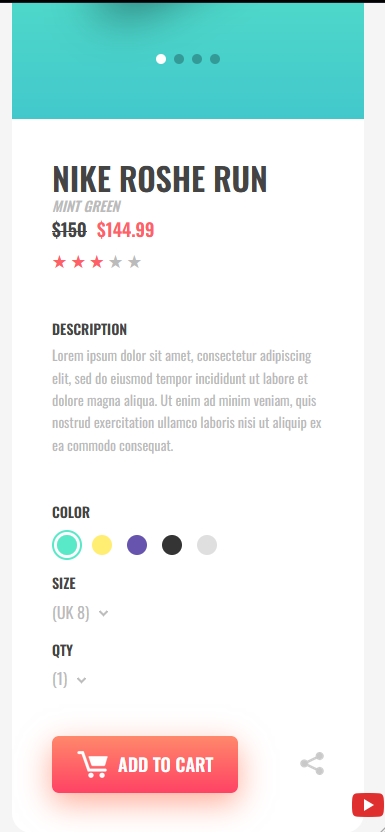 NIKE ROSHE RUN
MINT GREEN
$150 $144.99
DESCRIPTION
Lorem ipsum dolor sit amet, consectetur adipiscing
elit, sed do eiusmod tempor incididunt ut labore et
dolore magna aliqua. Ut enim ad minim veniam, quis
nostrud exercitation ullamco laboris nisi ut aliquip ex
ea commodo consequat.
COLOR
SIZE
(UK 8)
QTY
(1)
ADD TO CART